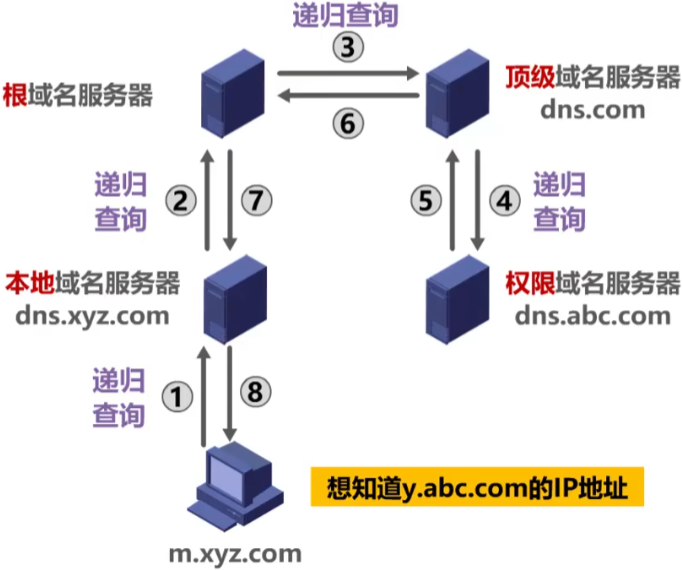 递归查询
③
根域名服务器
顶级域名服务器
dns.com
⑥
递归
查询
②
⑦
⑤
④
递归
查询
本地域名服务器
dns.xyz.com
权限域名服务器
dns.abc.com
递归
查询
①
⑧
想知道y.abc.com的IP地址
m.xyz.com